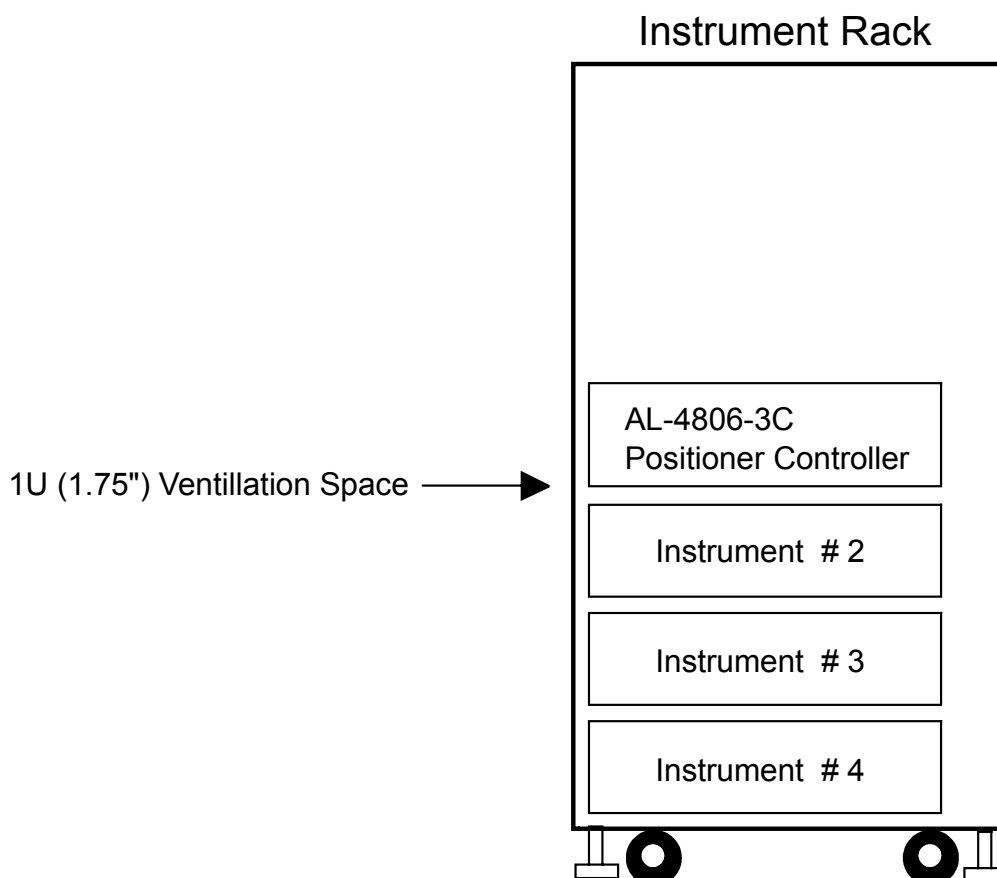 Instrument Rack
AL-4806-3C
Positioner Controller
1U (1.75") Ventillation Space
Instrument # 2
Instrument # 3
Instrument # 4